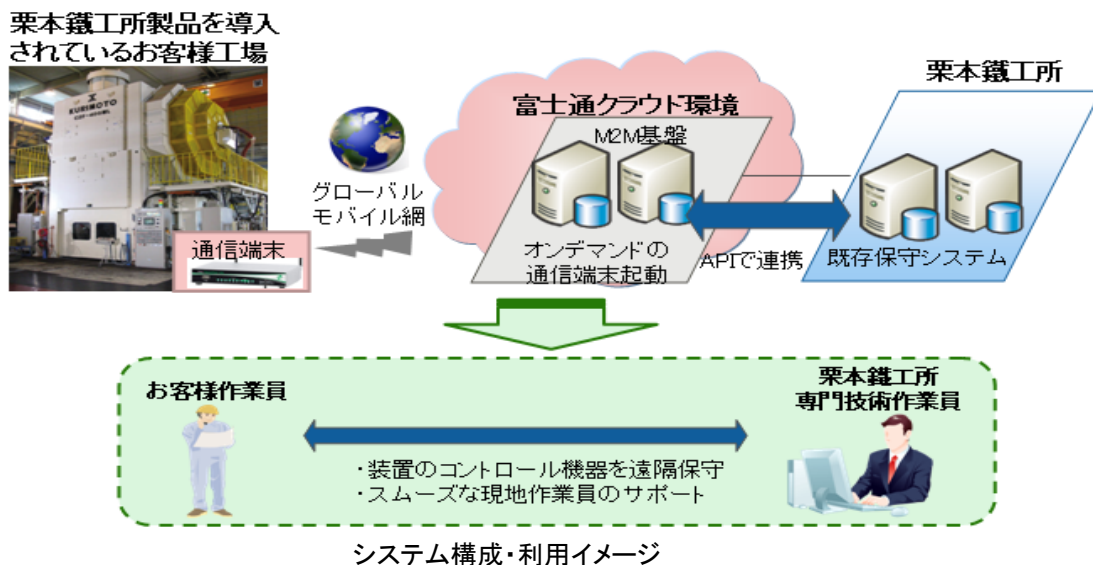 栗本鐵工所製品を導入
されているお客様工場
KURIMOTO
通信端末
グローバル
モバイル網
富士通クラウド環境
M2M基盤
オンデマンドの
通信端末起動
APIで連携
栗本鐵工所
既存保守システム
お客様作業員
栗本鐵工所
専門技術作業員
・装置のコントロール機器を遠隔保守
・スムーズな現地作業員のサポート
システム構成・利用イメージ